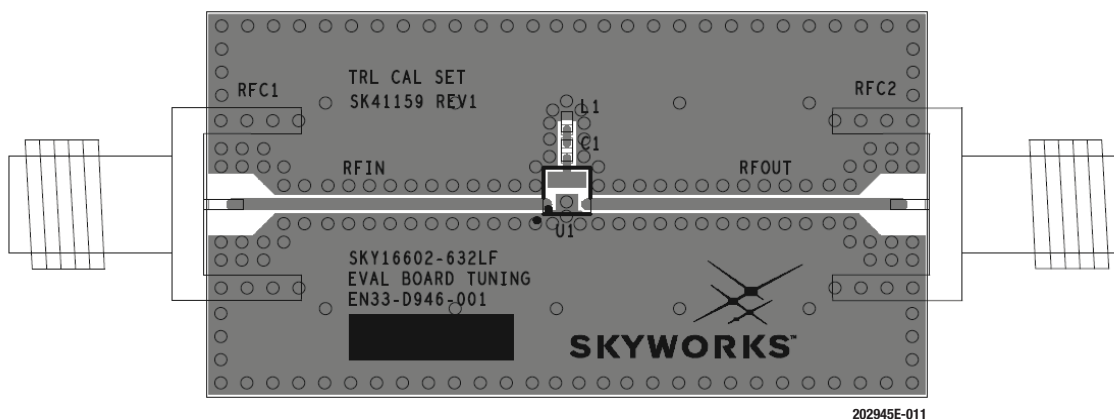 TRL CAL SET
SK41159 REV1
RFC1
RFC2
L1
C1
RFIN
RFOUT
U1
SKY16602-632LF
EVAL BOARD TUNING
EN33-D946-001
SKYWORKS™
202945E-011